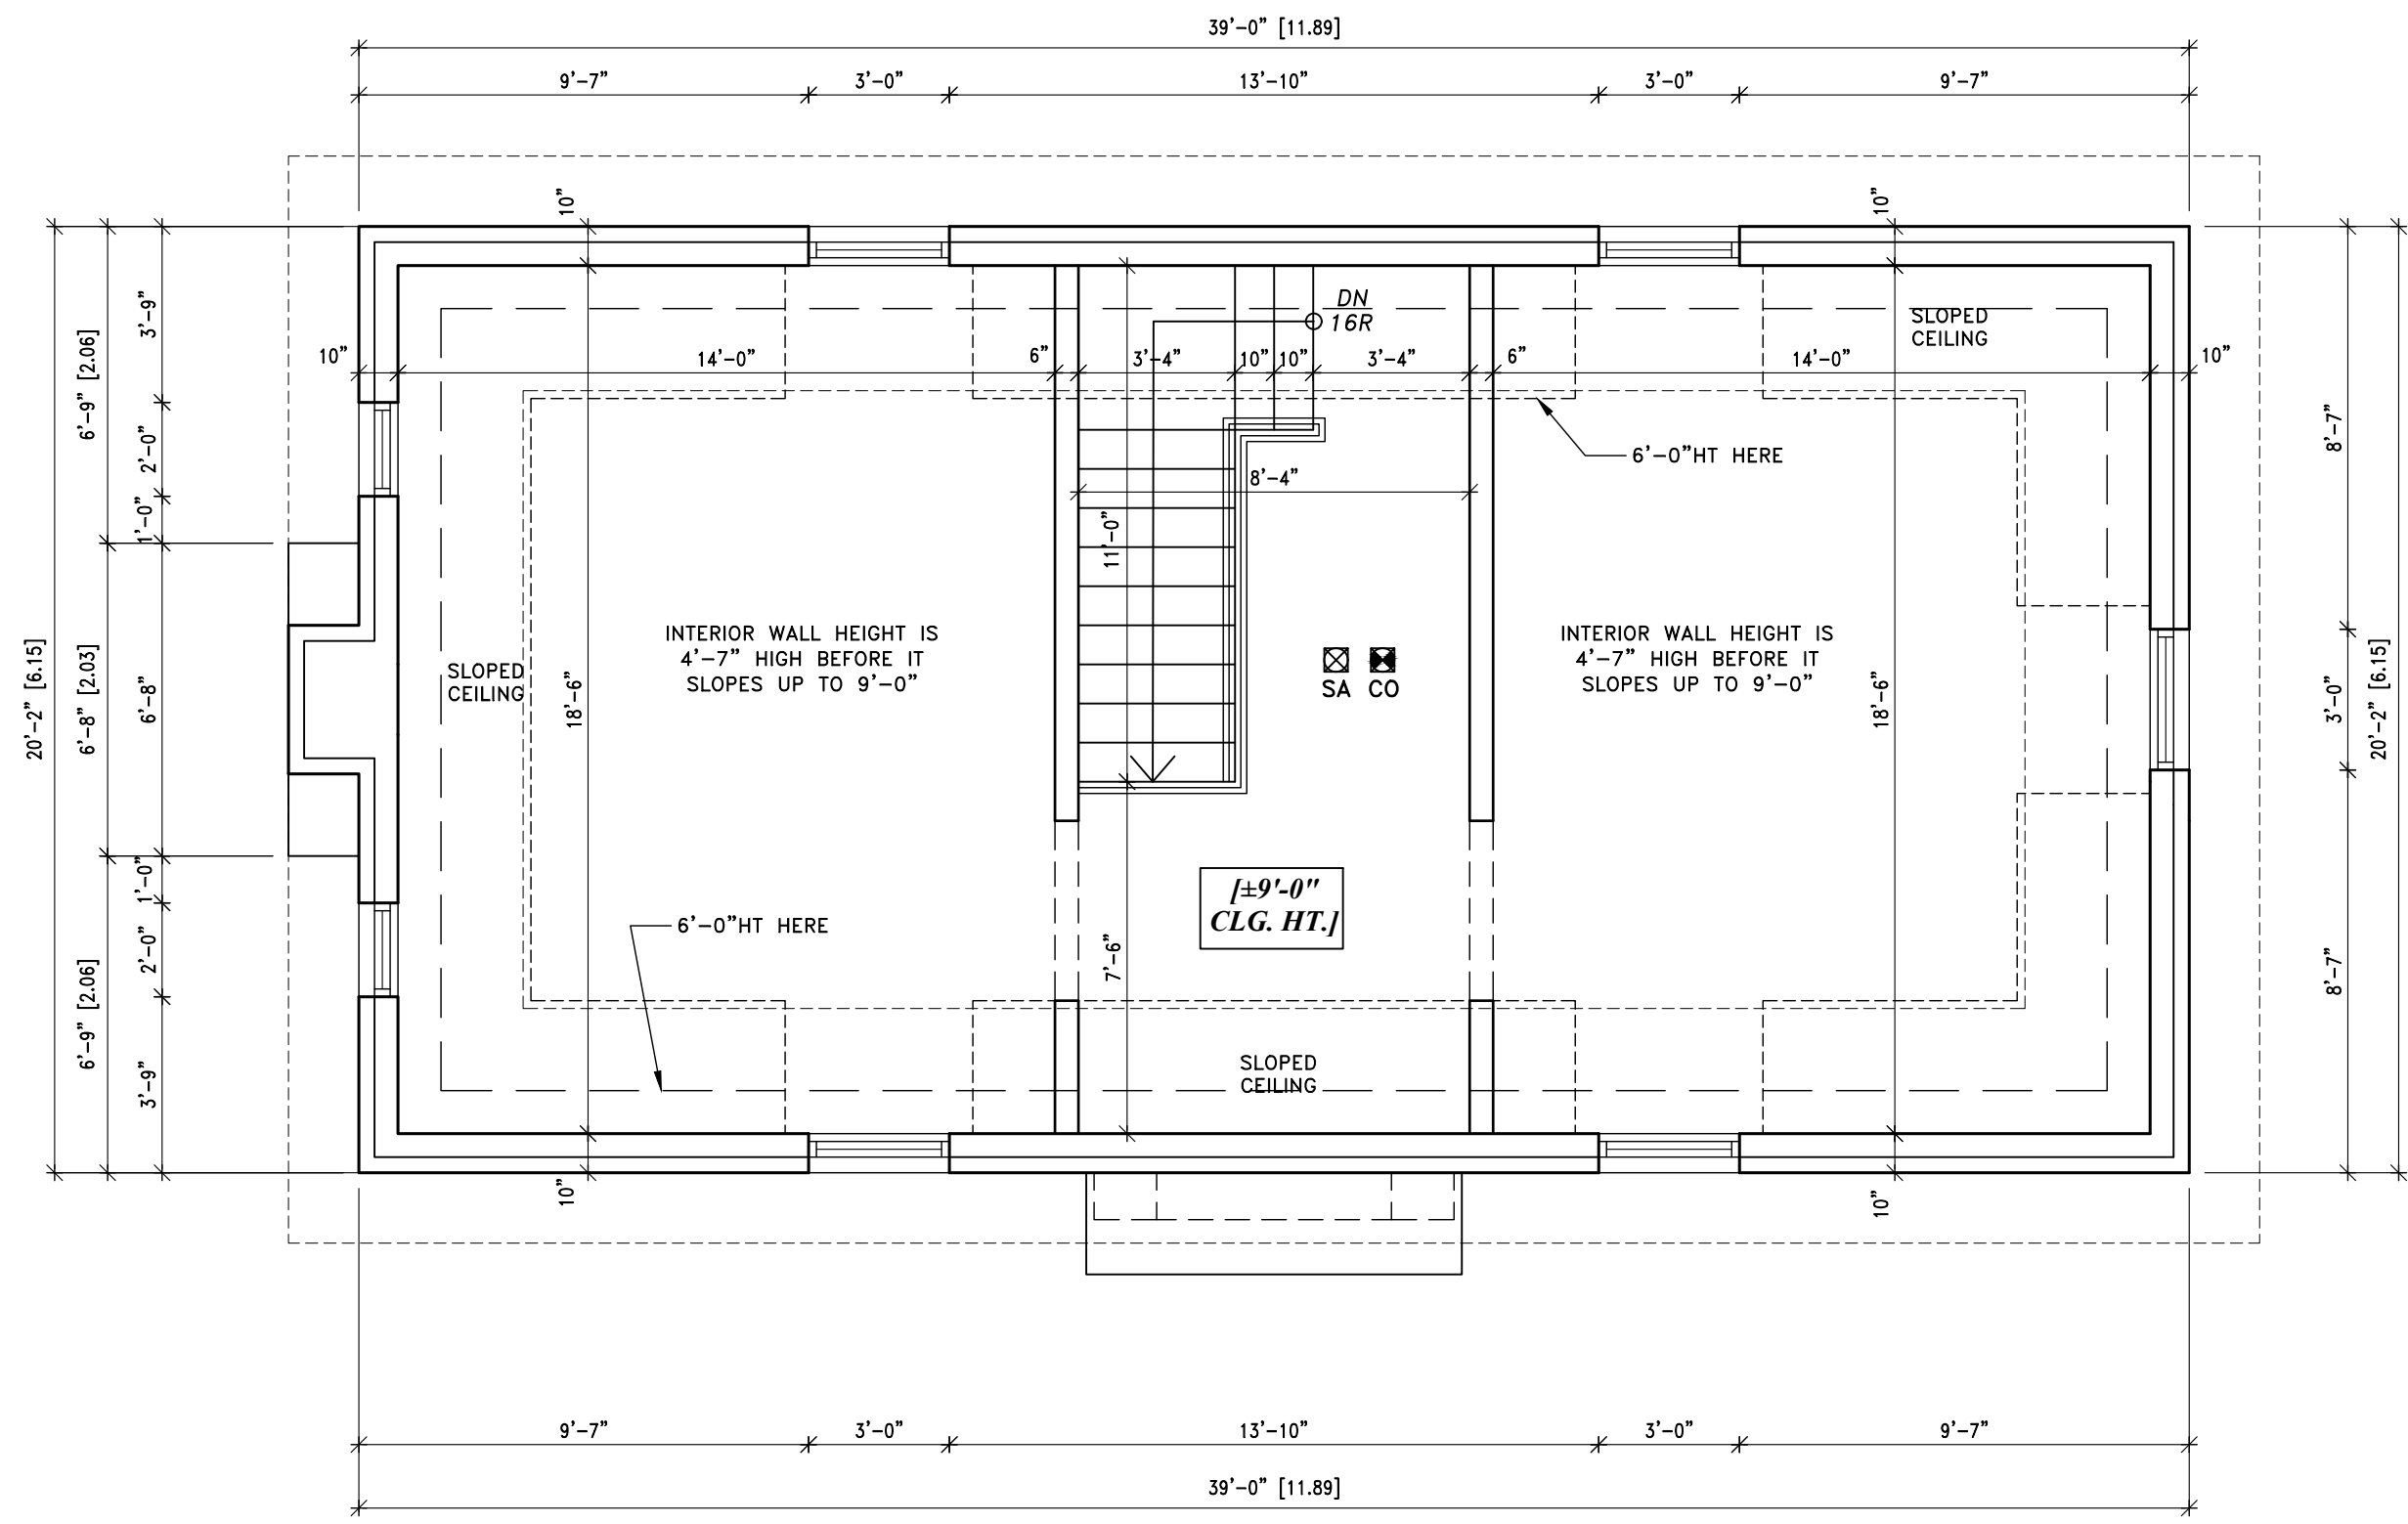 39'-0" [11.89]
9'-7" 3'-0" 13'-10" 3'-0" 9'-7"
10" 10"
DN
16R
SLOPED
CEILING
10" 14'-0" 6" 3'-4" 10" 10" 3'-4" 6" 14'-0" 10"
3'-9"
6'-9" [2.06]
2'-0"
1'-0"
8'-7"
6'-0"HT HERE
8'-4"
11'-0"
20'-2" [6.15]
6'-8" [2.03]
6'-8"
SLOPED
CEILING
18'-6"
INTERIOR WALL HEIGHT IS
4'-7" HIGH BEFORE IT
SLOPES UP TO 9'-0"
SA CO
INTERIOR WALL HEIGHT IS
4'-7" HIGH BEFORE IT
SLOPES UP TO 9'-0"
18'-6"
3'-0"
20'-2" [6.15]
1'-0"
2'-0"
6'-9" [2.06]
3'-9"
6'-0"HT HERE
[±9'-0"
CLG. HT.]
7'-6"
8'-7"
SLOPED
CEILING
10" 10"
9'-7" 3'-0" 13'-10" 3'-0" 9'-7"
39'-0" [11.89]